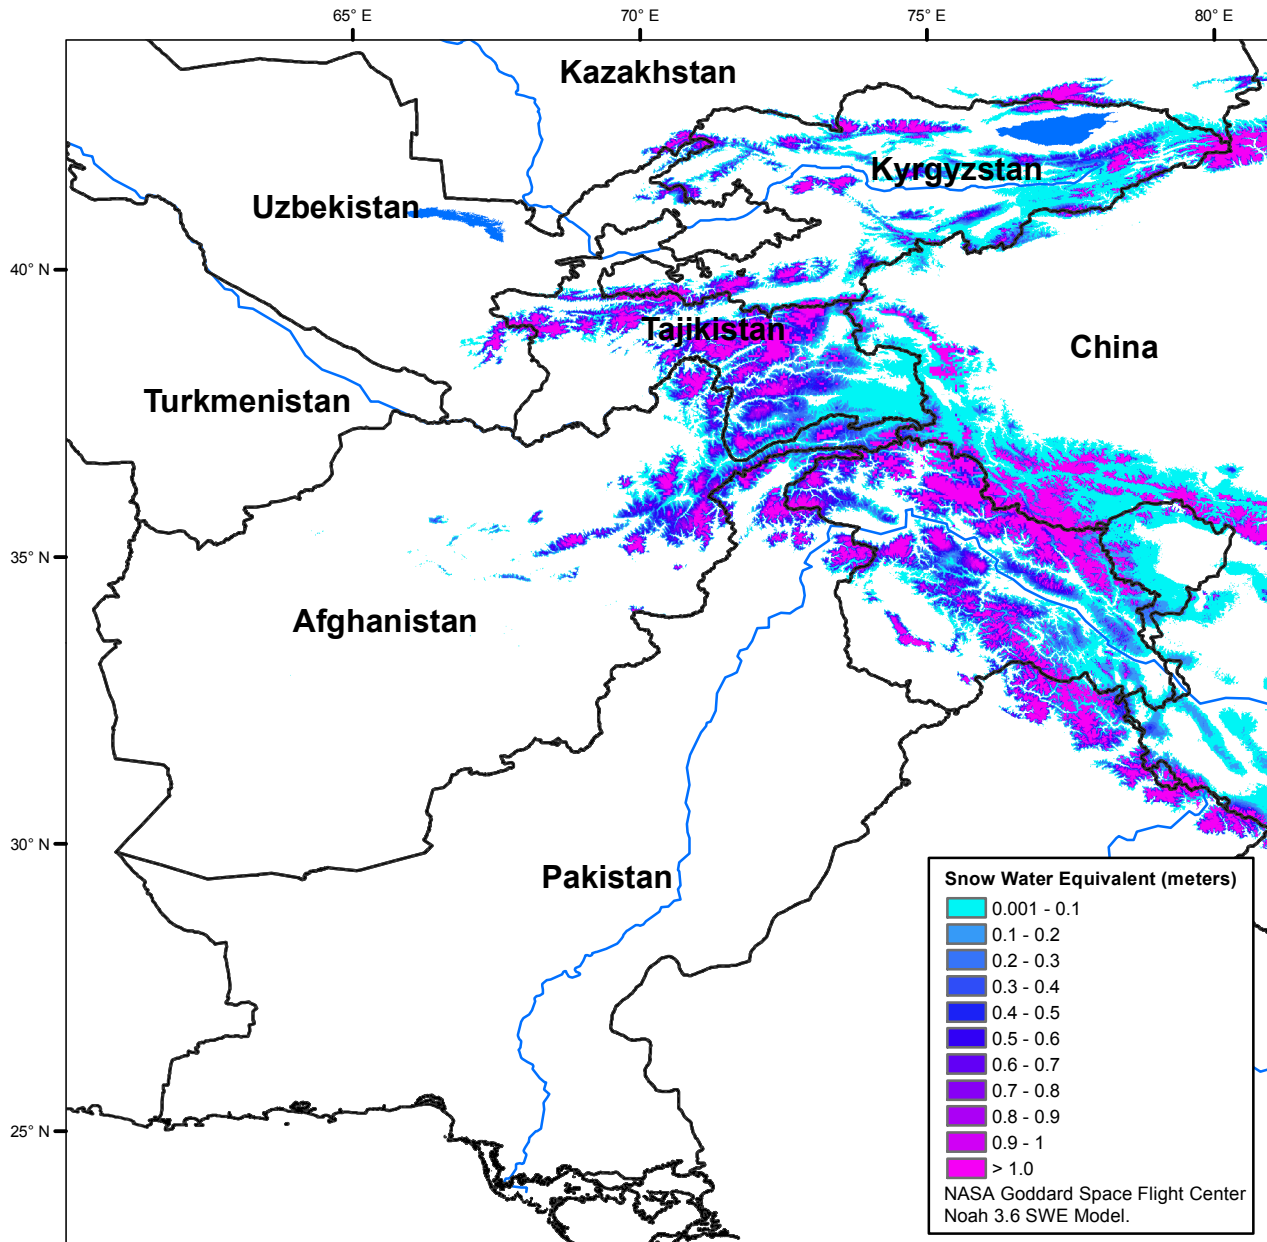 65° E
70° E
75° E
80° E
Kazakhstan
Kyrgyzstan
Uzbekistan
40° N
Tajikistan
China
Turkmenistan
35° N
Afghanistan
30° N
Pakistan
25° N
Snow Water Equivalent (meters)
0.001 - 0.1
0.1 - 0.2
0.2 - 0.3
0.3 - 0.4
0.4 - 0.5
0.5 - 0.6
0.6 - 0.7
0.7 - 0.8
0.8 - 0.9
0.9 - 1
> 1.0
NASA Goddard Space Flight Center
Noah 3.6 SWE Model.